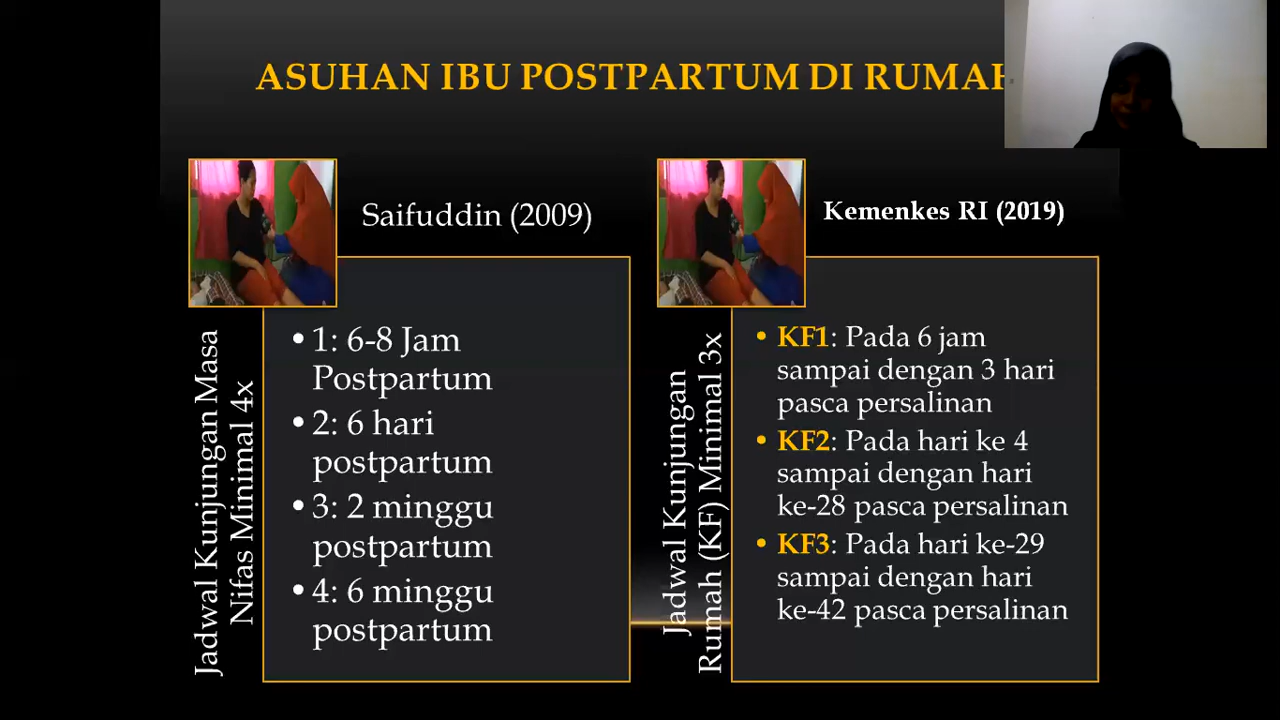 ASUHAN IBU POSTPARTUM DI RUMAH
Saifuddin (2009)
Jadwal Kunjungan Masa
Nifas Minimal 4x
• 1: 6-8 Jam
Postpartum
• 2: 6 hari
postpartum
• 3: 2 minggu
postpartum
• 4: 6 minggu
postpartum
Kemenkes RI (2019)
Jadwal Kunjungan
Rumah (KF) Minimal 3x
• KF1: Pada 6 jam
sampai dengan 3 hari
pasca persalinan
• KF2: Pada hari ke 4
sampai dengan hari
ke-28 pasca persalinan
• KF3: Pada hari ke-29
sampai dengan hari
ke-42 pasca persalinan